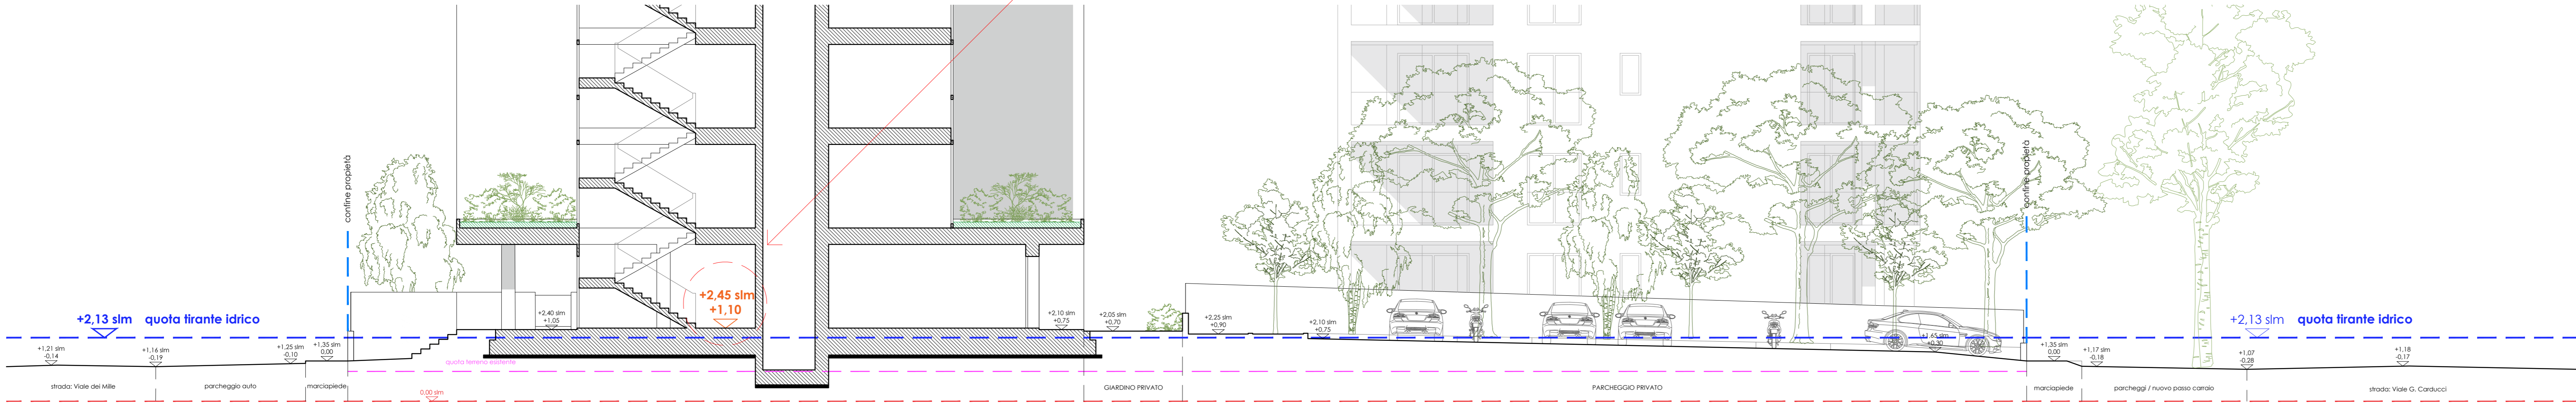 confine propietà
confine propietà
+2,45 slm
+1,10
+2,13 slm quota tirante idrico
+2,40 slm
+1,05
+2,10 slm
+0,75
+2,05 slm
+0,70
+2,25 slm
+0,90
+2,10 slm
+0,75
+2,13 slm quota tirante idrico
+1,21 slm
-0,14
+1,16 slm
-0,19
+1,25 slm
-0,10
+1,35 slm
0,00
+1,65 slm
+0,30
+1,35 slm
0,00
+1,17 slm
-0,18
+1,07
-0,28
+1,18
-0,17
quota terreno esistente
strada: Viale dei Mille
parcheggio auto
marciapiede
GIARDINO PRIVATO
PARCHEGGIO PRIVATO
marciapiede
parcheggi / nuovo passo carraio
strada: Viale G. Carducci
0,00 slm